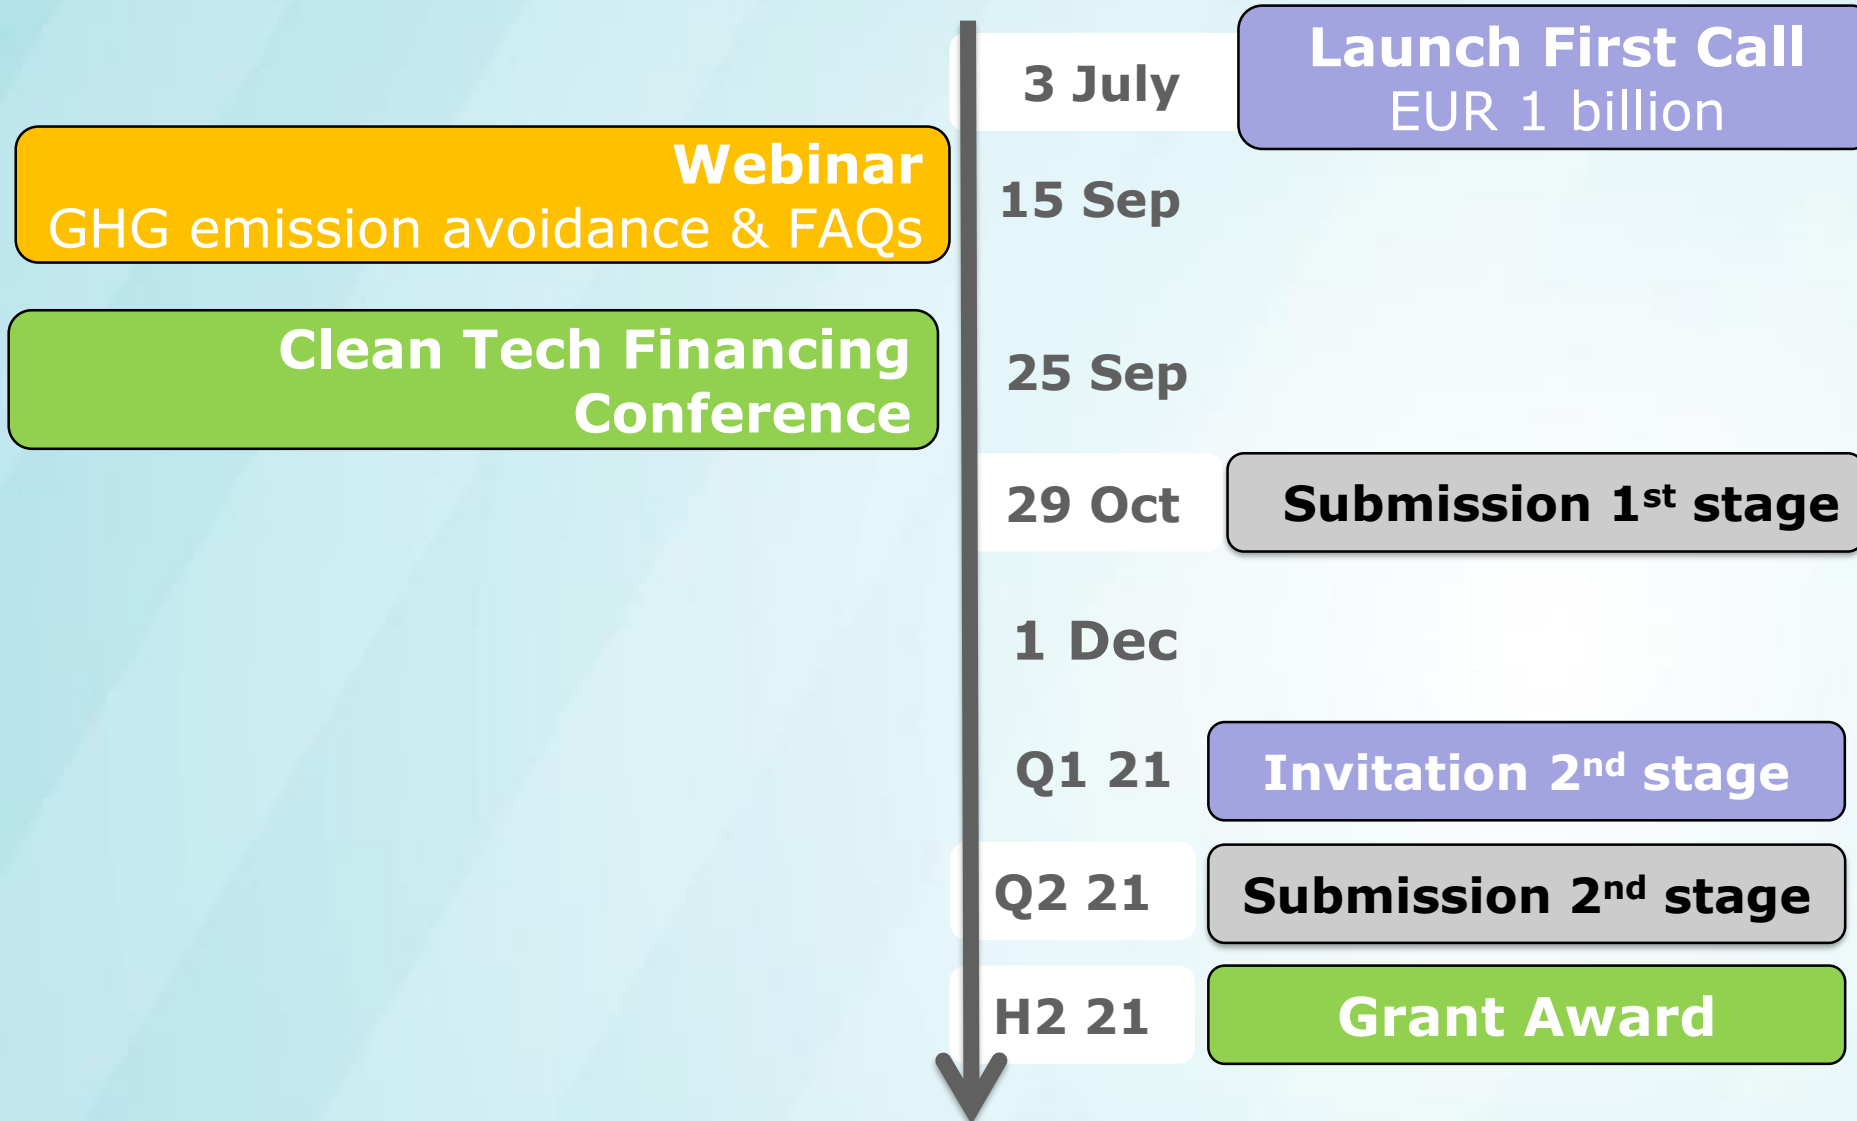 3 July
Launch First Call
EUR 1 billion
Webinar
GHG emission avoidance & FAQs
15 Sep
Clean Tech Financing
Conference
25 Sep
29 Oct
Submission 1st stage
1 Dec
Q1 21
Invitation 2nd stage
Q2 21
Submission 2nd stage
H2 21
Grant Award